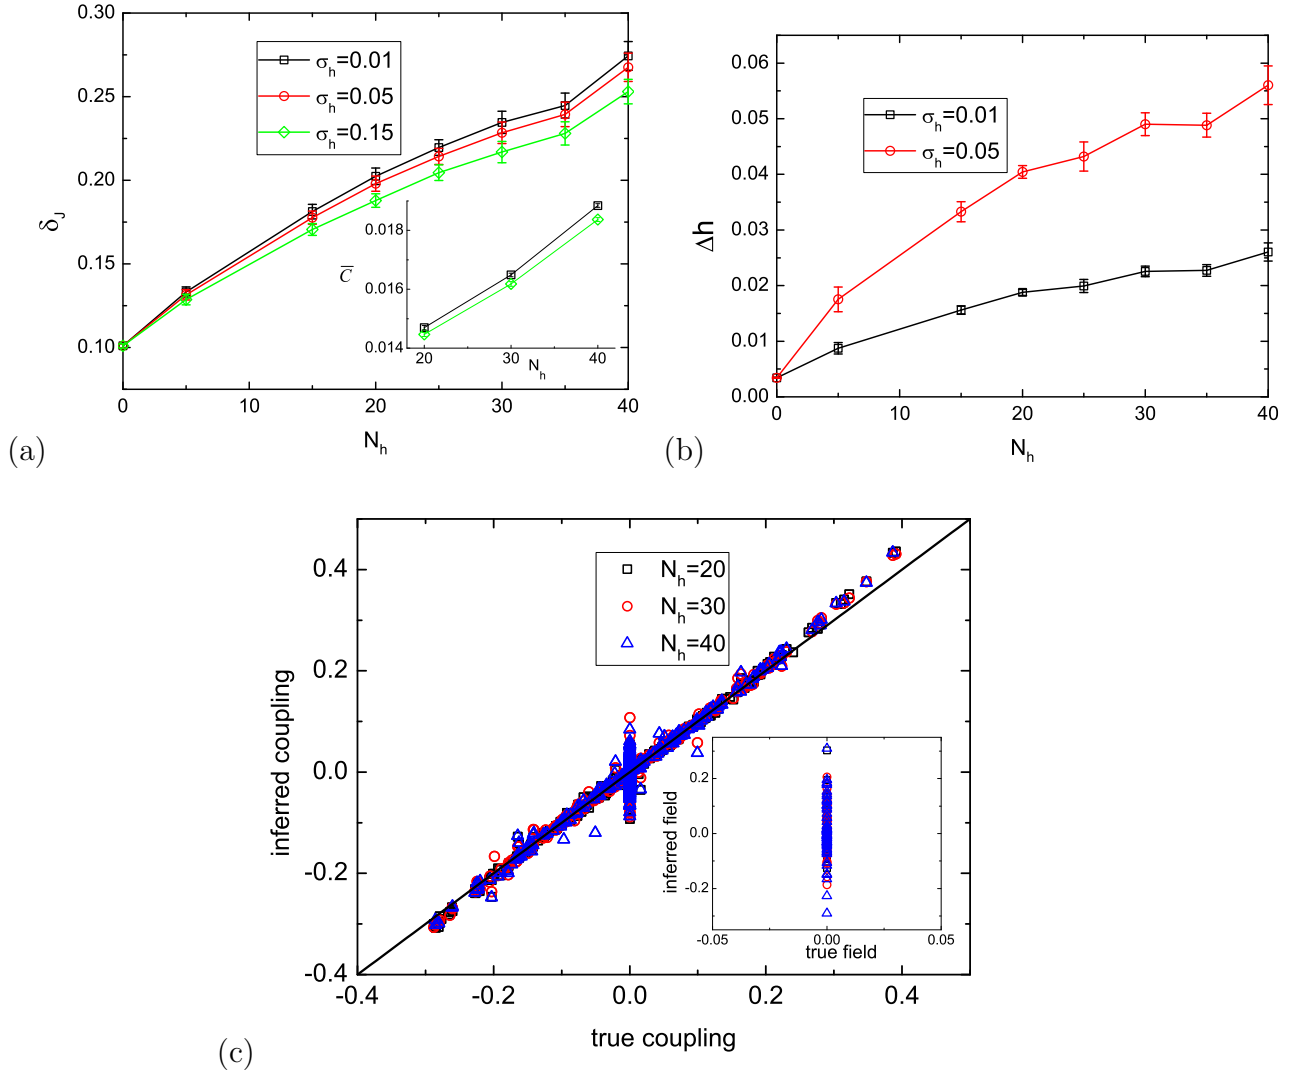 0.30
0.25
0.20
0.15
0.10
δJ
σh=0.01
σh=0.05
σh=0.15
0.018
0.016
0.014
C̅
20 30 40
Nh
0 10 20 30 40
Nh
(a)
0.06
0.05
0.04
0.03
0.02
0.01
0.00
Δh
σh=0.01
σh=0.05
0 10 20 30 40
Nh
(b)
0.4
0.2
0.0
-0.2
-0.4
inferred coupling
Nh=20
Nh=30
Nh=40
0.2
0.0
-0.2
inferred field
-0.05 0.00 0.05
true field
-0.4 -0.2 0.0 0.2 0.4
true coupling
(c)